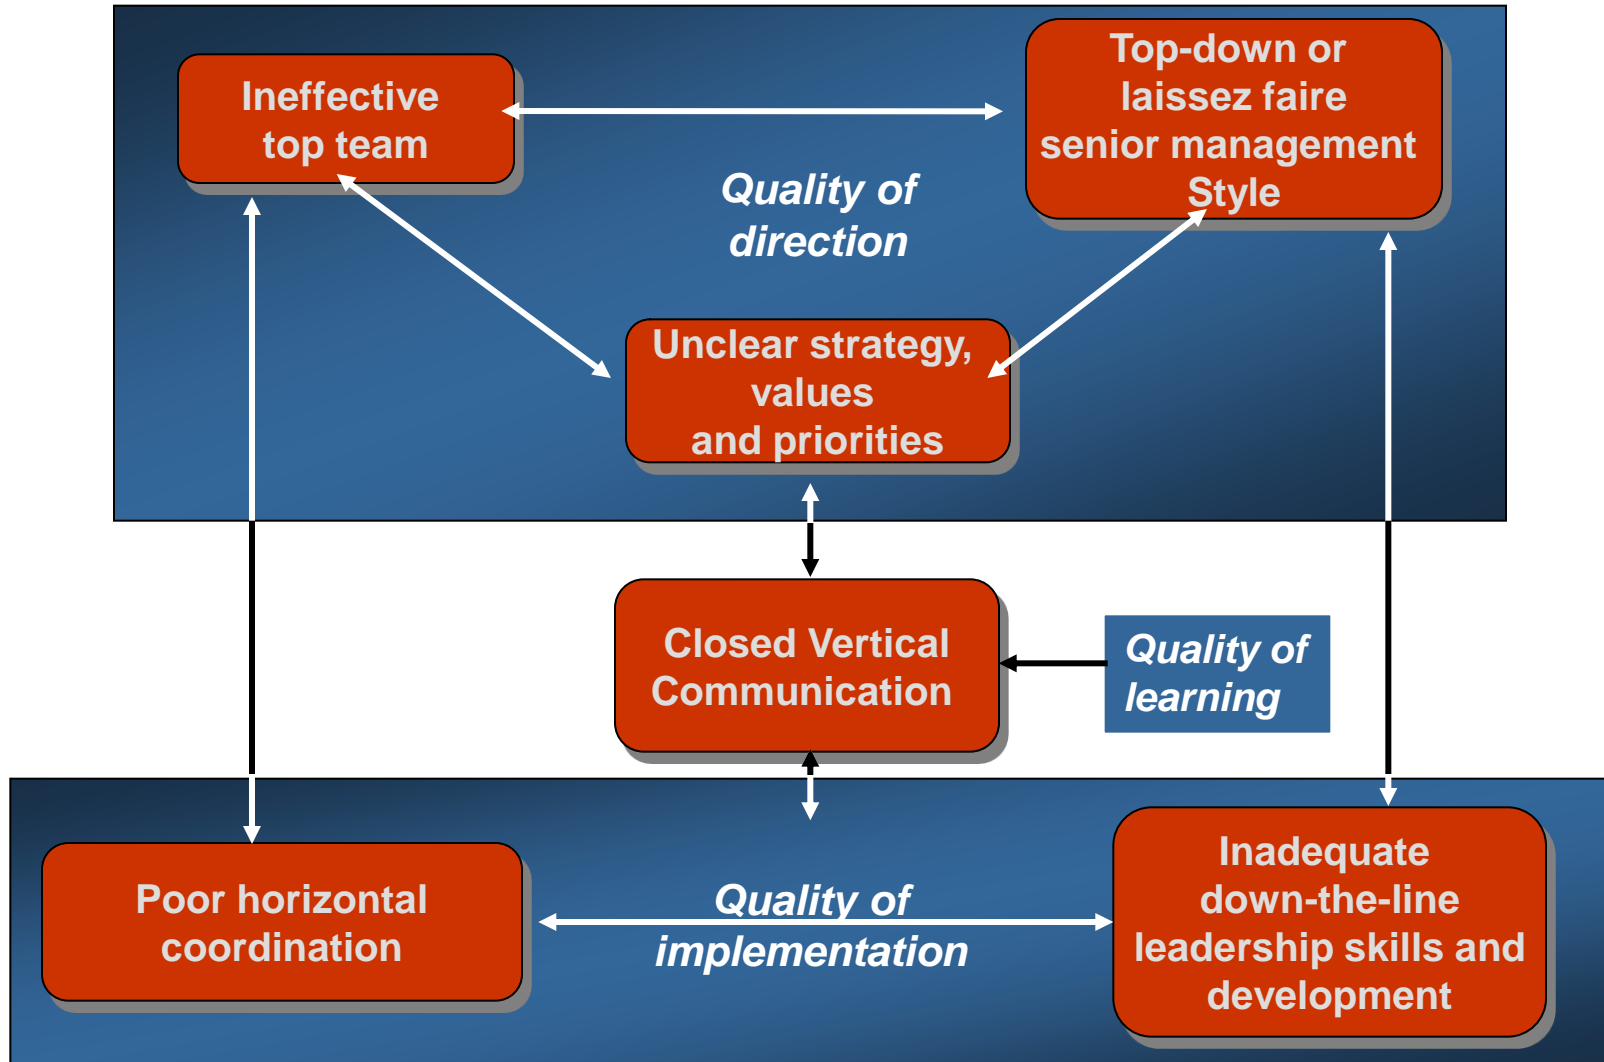 Ineffective
top team
Top-down or
laissez faire
senior management
Style
Quality of
direction
Unclear strategy,
values
and priorities
Closed Vertical
Communication
Quality of
learning
Poor horizontal
coordination
Quality of
implementation
Inadequate
down-the-line
leadership skills and
development